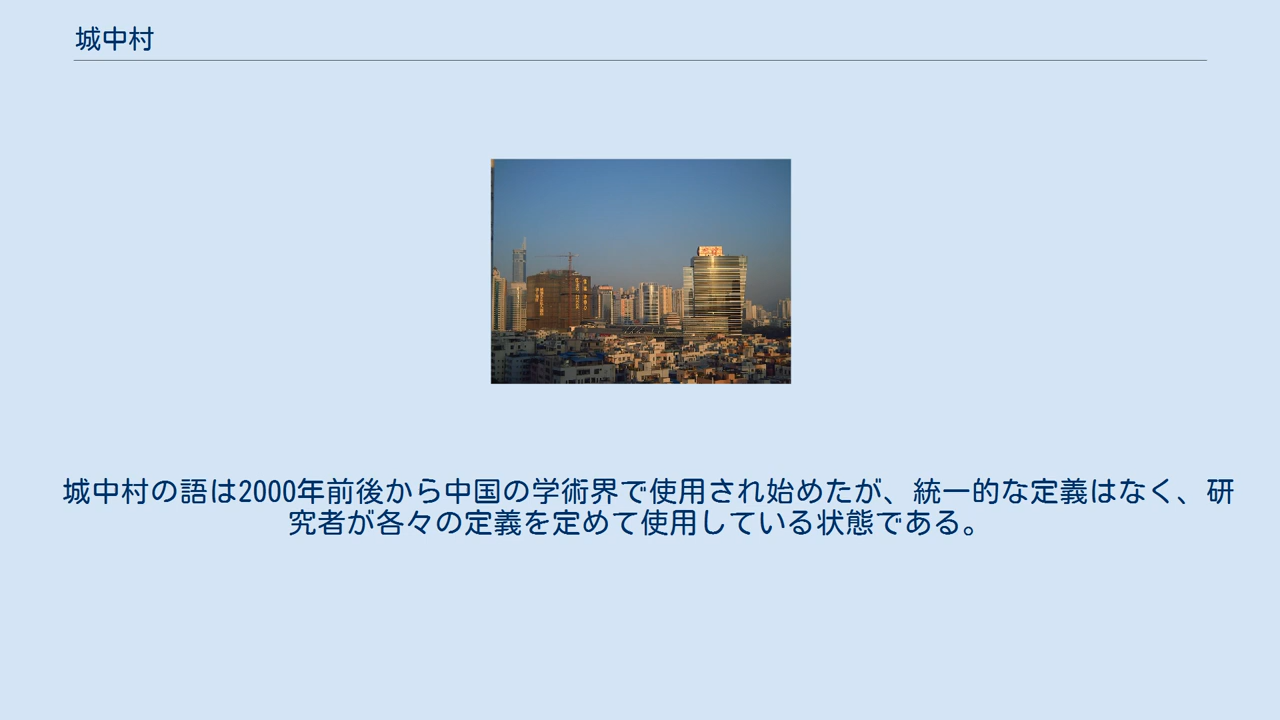 城中村
城中村の語は2000年前後から中国の学術界で使用され始めたが、統一的な定義はなく、研
究者が各々の定義を定めて使用している状態である。